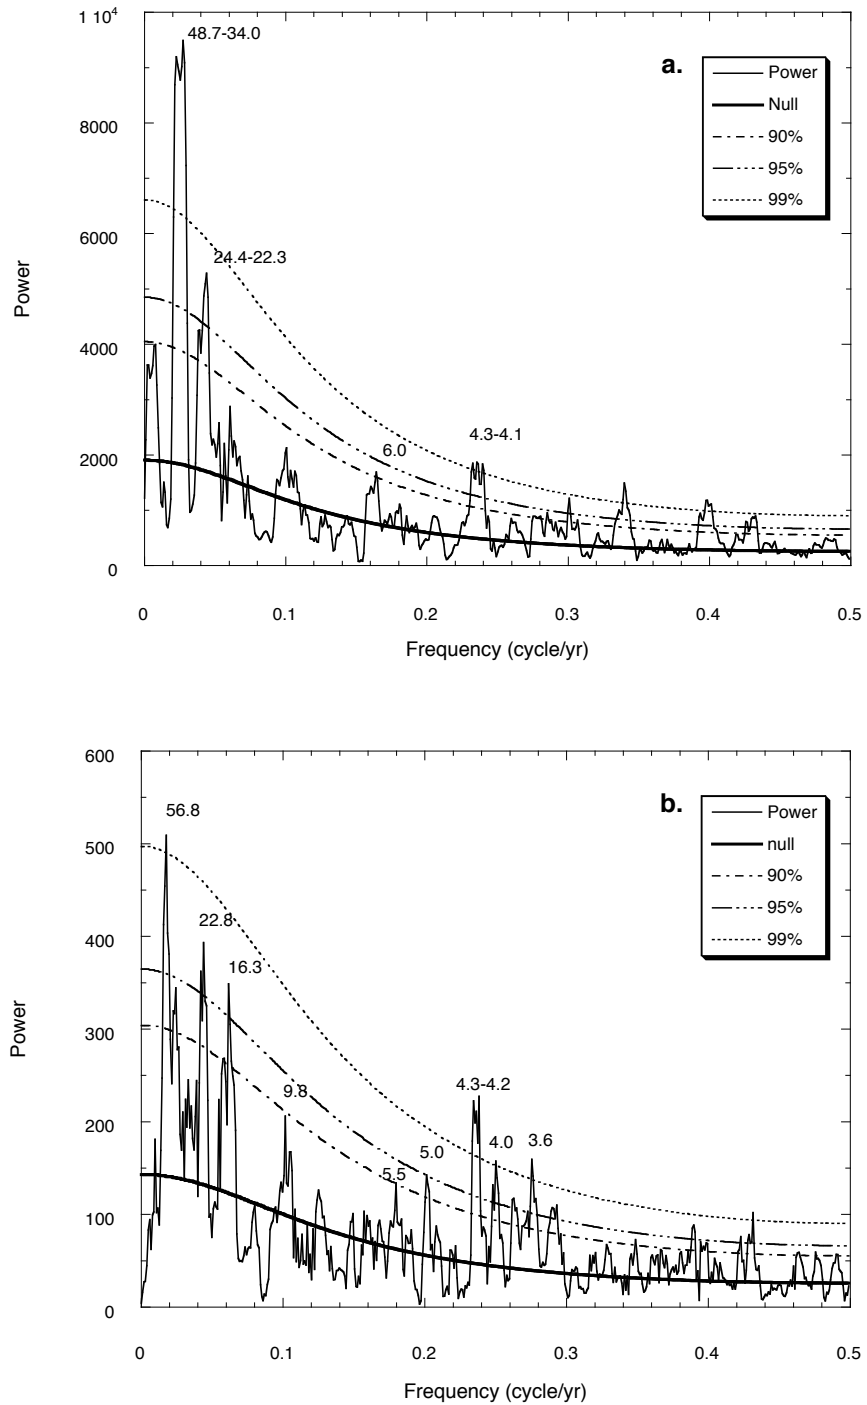 1 10⁴
48.7-34.0
a.
Power
Null
90%
95%
99%
8000
6000
24.4-22.3
Power
4000
4.3-4.1
2000
6.0
0
0 0.1 0.2 0.3 0.4 0.5
Frequency (cycle/yr)
600
56.8
b.
Power
null
90%
95%
99%
500
22.8
400
16.3
Power
300
9.8
4.3-4.2
200
5.5
5.0
4.0
3.6
100
0
0 0.1 0.2 0.3 0.4 0.5
Frequency (cycle/yr)